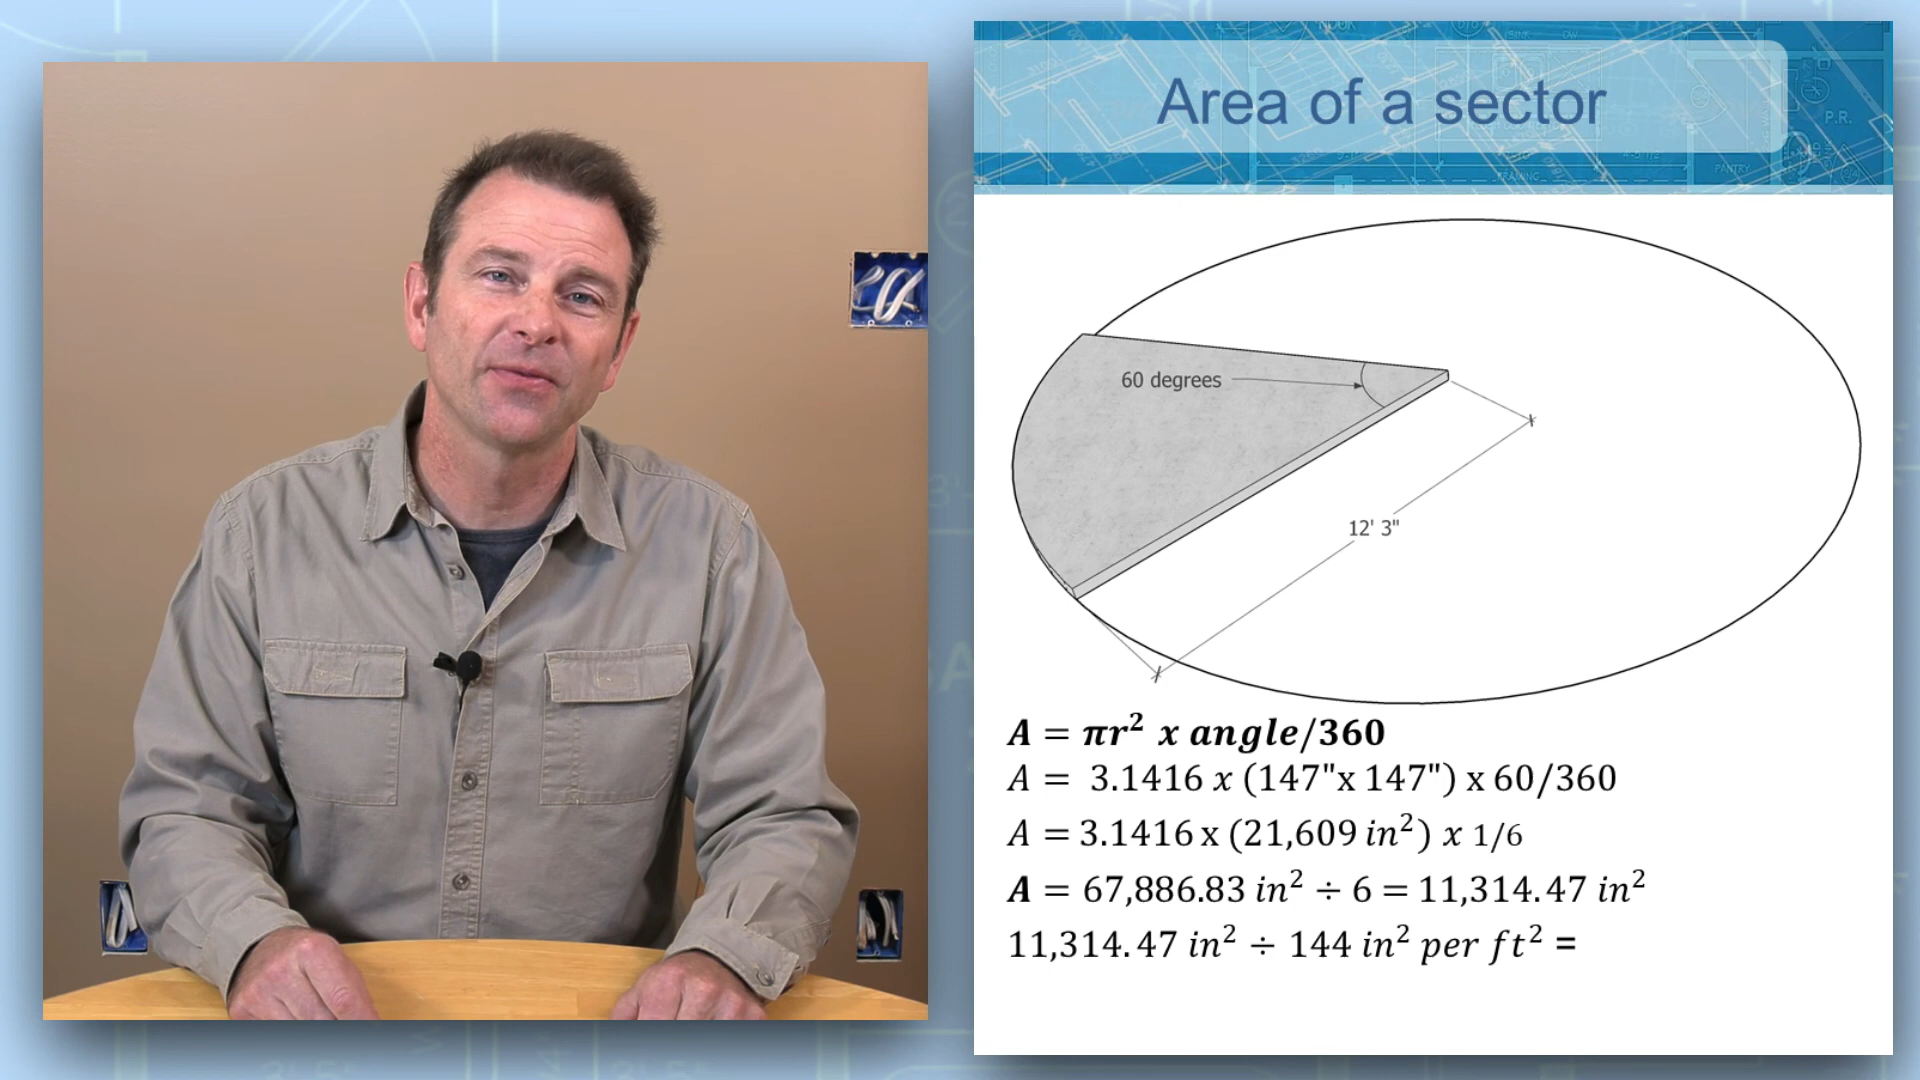 Area of a sector
P.R.
PANTRY
60 degrees
12' 3"
A = πr² x angle/360
A = 3.1416 x (147"x 147") x 60/360
A = 3.1416 x (21,609 in²) x 1/6
A = 67,886.83 in² ÷ 6 = 11,314.47 in²
11,314.47 in² ÷ 144 in² per ft² =